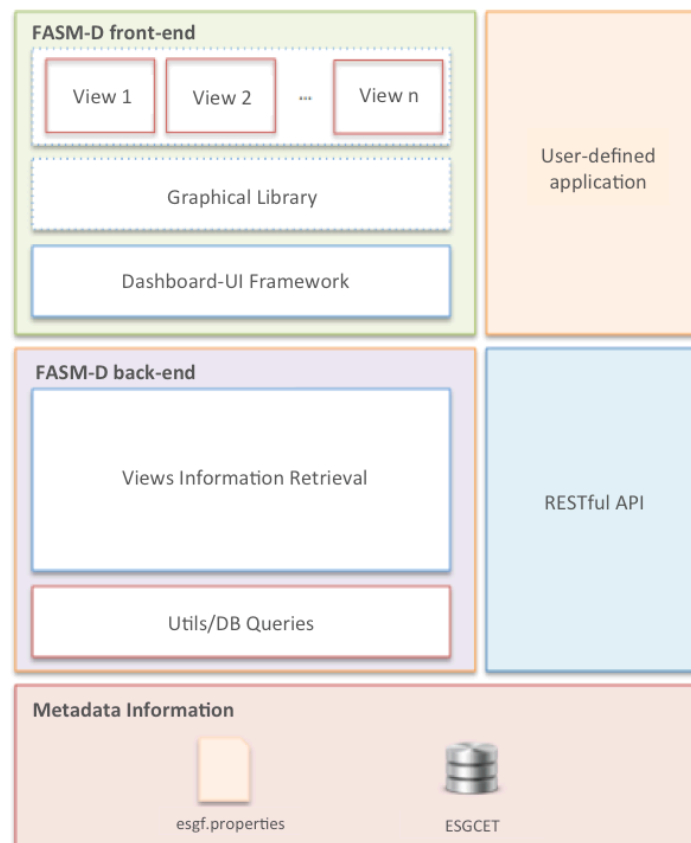 FASM-D front-end
View 1
View 2
...
View n
Graphical Library
Dashboard-UI Framework
User-defined
application
FASM-D back-end
Views Information Retrieval
Utils/DB Queries
RESTful API
Metadata Information
esgf.properties
ESGCET